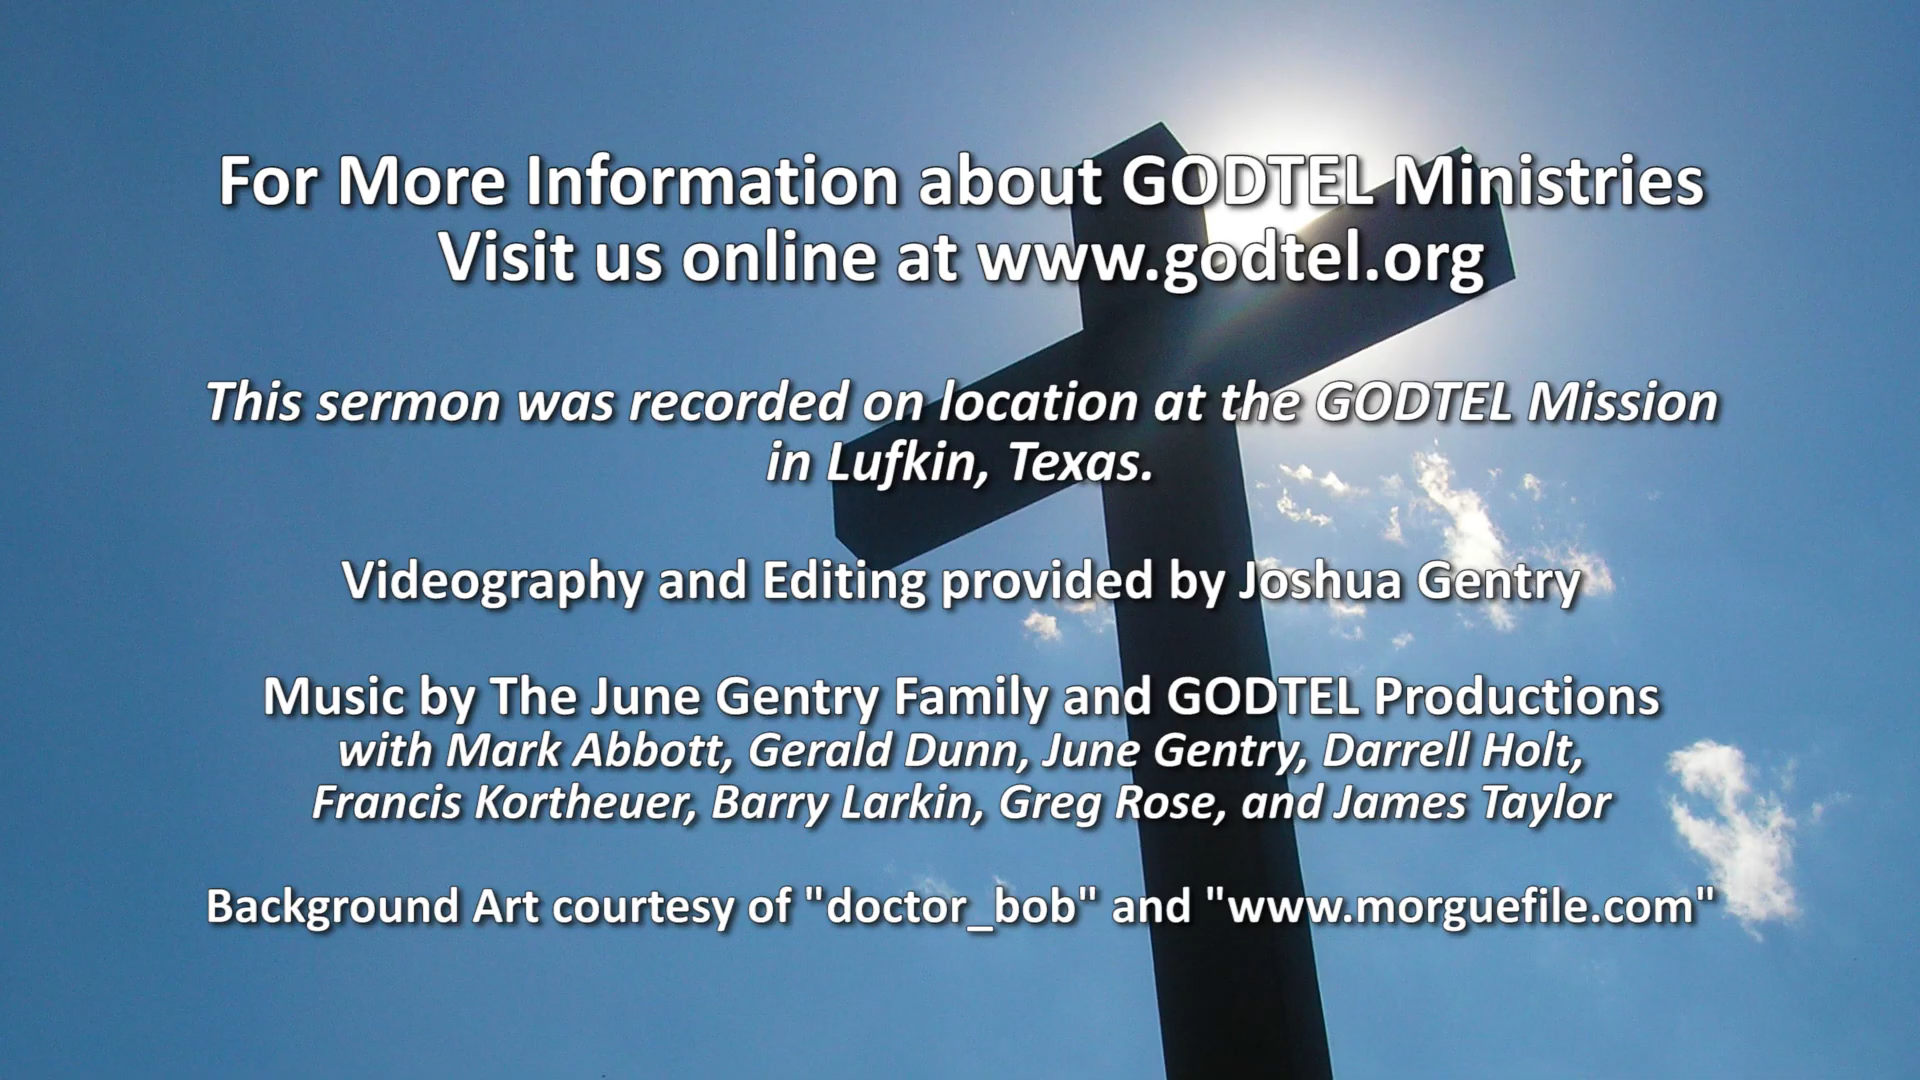 For More Information about GODTEL Ministries
Visit us online at www.godtel.org
This sermon was recorded on location at the GODTEL Mission
in Lufkin, Texas.
Videography and Editing provided by Joshua Gentry
Music by The June Gentry Family and GODTEL Productions
with Mark Abbott, Gerald Dunn, June Gentry, Darrell Holt,
Francis Kortheuer, Barry Larkin, Greg Rose, and James Taylor
Background Art courtesy of "doctor_bob" and "www.morguefile.com"